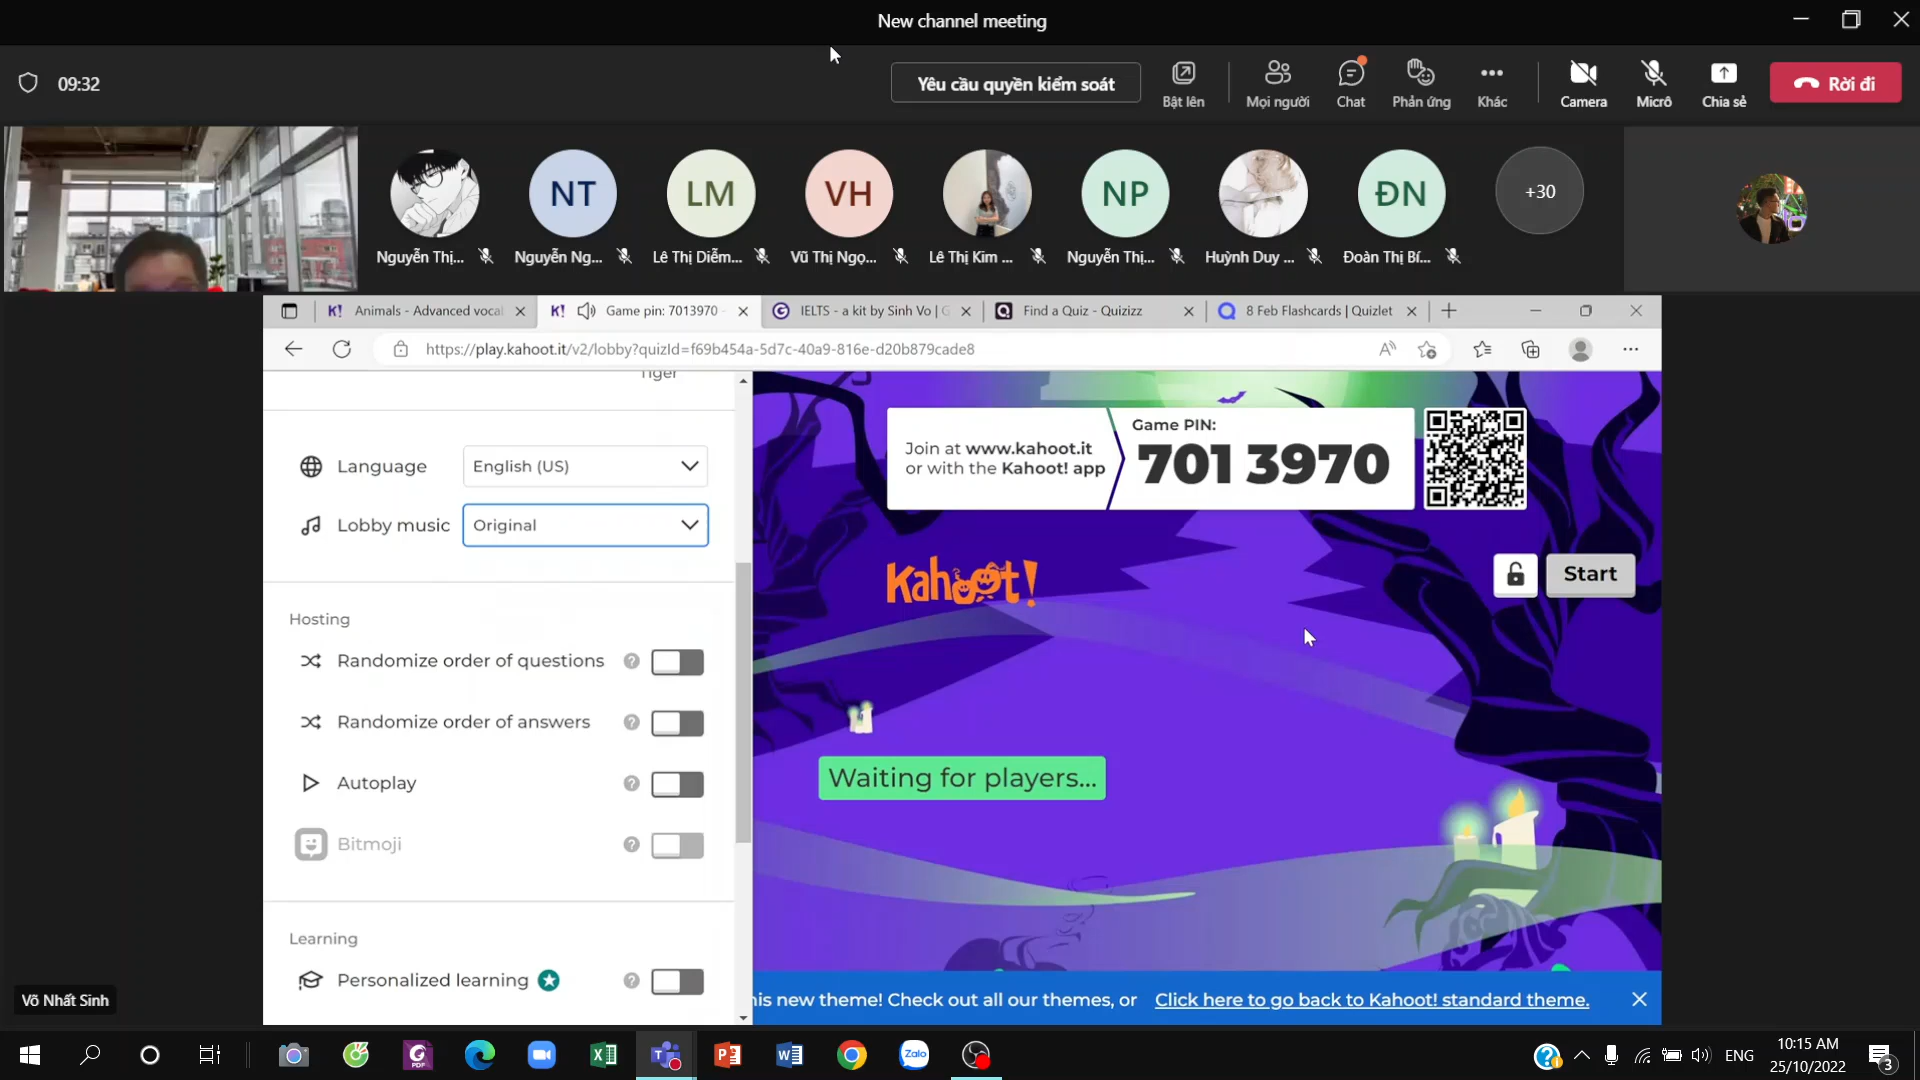 New channel meeting
09:32
Yêu cầu quyền kiểm soát
Bật lên
Mọi người
Chat
Phản ứng
Khác
Camera
Micrô
Chia sẻ
Rời đi
NT
LM
VH
NP
ĐN
+30
Nguyễn Thị...
Nguyễn Ng...
Lê Thị Diễm...
Vũ Thị Ngọ...
Lê Thị Kim ...
Nguyễn Thị...
Huỳnh Duy ...
Đoàn Thị Bí...
K! Animals - Advanced vocal
K! Game pin: 7013970 -
IELTS - a kit by Sinh Vo | G
Find a Quiz - Quizizz
8 Feb Flashcards | Quizlet
https://play.kahoot.it/v2/lobby?quizId=f69b454a-5d7c-40a9-816e-d20b879cade8
Tiger
Language
English (US)
Lobby music
Original
Hosting
Randomize order of questions
Randomize order of answers
Autoplay
Bitmoji
Learning
Personalized learning
Join at www.kahoot.it
or with the Kahoot! app
Game PIN:
701 3970
Kahoot!
Start
Waiting for players...
his new theme! Check out all our themes, or Click here to go back to Kahoot! standard theme.
Võ Nhất Sinh
Zalo
ENG
10:15 AM
25/10/2022
3